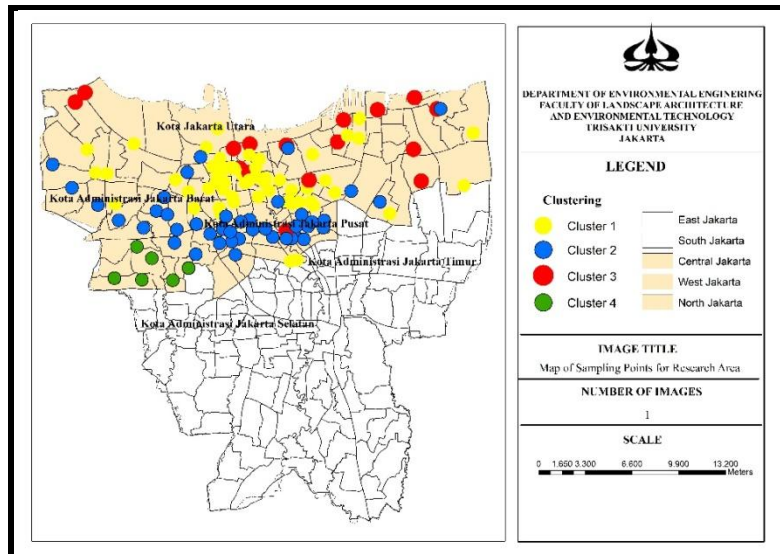 Kota Jakarta Utara
Kota Administrasi Jakarta Barat
Kota Administrasi Jakarta Pusat
Kota Administrasi Jakarta Timur
Kota Administrasi Jakarta Selatan
DEPARTMENT OF ENVIRONMENTAL ENGINERING
FACULTY OF LANDSCAPE ARCHITECTURE
AND ENVIRONMENTAL TECHNOLOGY
TRISAKTI UNIVERSITY
JAKARTA
LEGEND
Clustering
Cluster 1
Cluster 2
Cluster 3
Cluster 4
East Jakarta
South Jakarta
Central Jakarta
West Jakarta
North Jakarta
IMAGE TITLE
Map of Sampling Points for Research Area
NUMBER OF IMAGES
1
SCALE
0 1.650 3.300 6.600 9.900 13.200
Meters